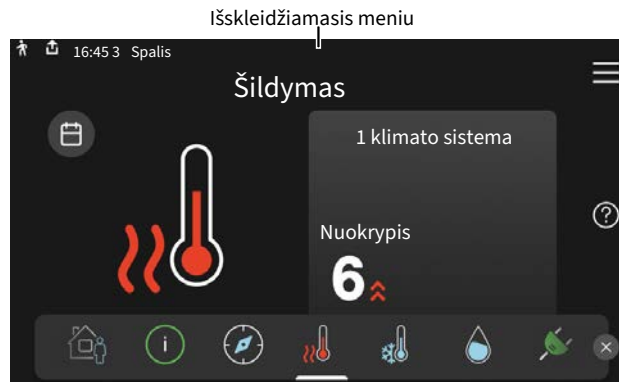 Išskleidžiamasis meniu
16:45 3 Spalis
Šildymas
1 klimato sistema
Nuokrypis
6